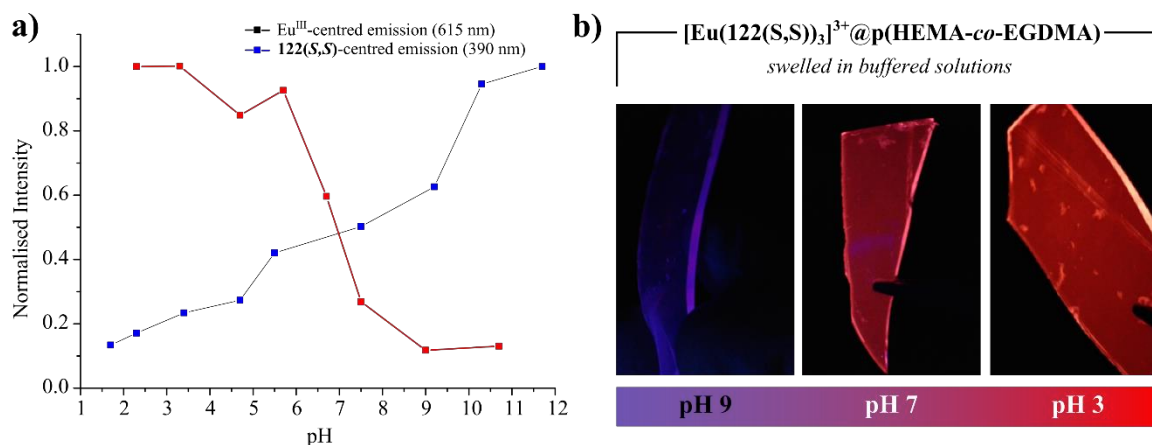 a)
Eu^III-centred emission (615 nm)
122(S,S)-centred emission (390 nm)
1.0
0.8
0.6
0.4
0.2
0.0
Normalised Intensity
1 2 3 4 5 6 7 8 9 10 11 12
pH
b)
[Eu(122(S,S))₃]³⁺@p(HEMA-co-EGDMA)
swelled in buffered solutions
pH 9 pH 7 pH 3